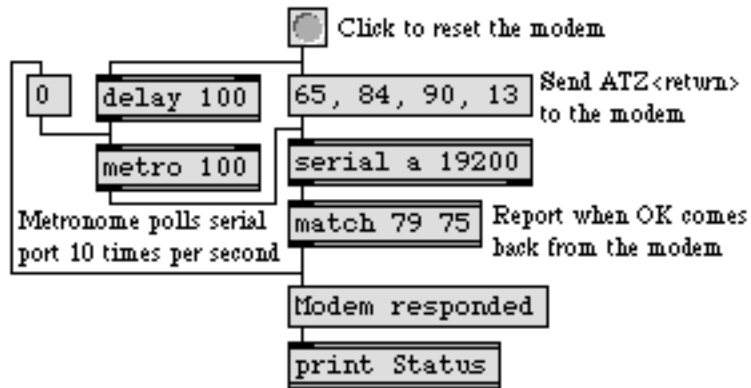 Click to reset the modem
0
delay 100
65, 84, 90, 13
Send ATZ<return>
to the modem
metro 100
serial a 19200
Metronome polls serial
port 10 times per second
match 79 75
Report when OK comes
back from the modem
Modem responded
print Status